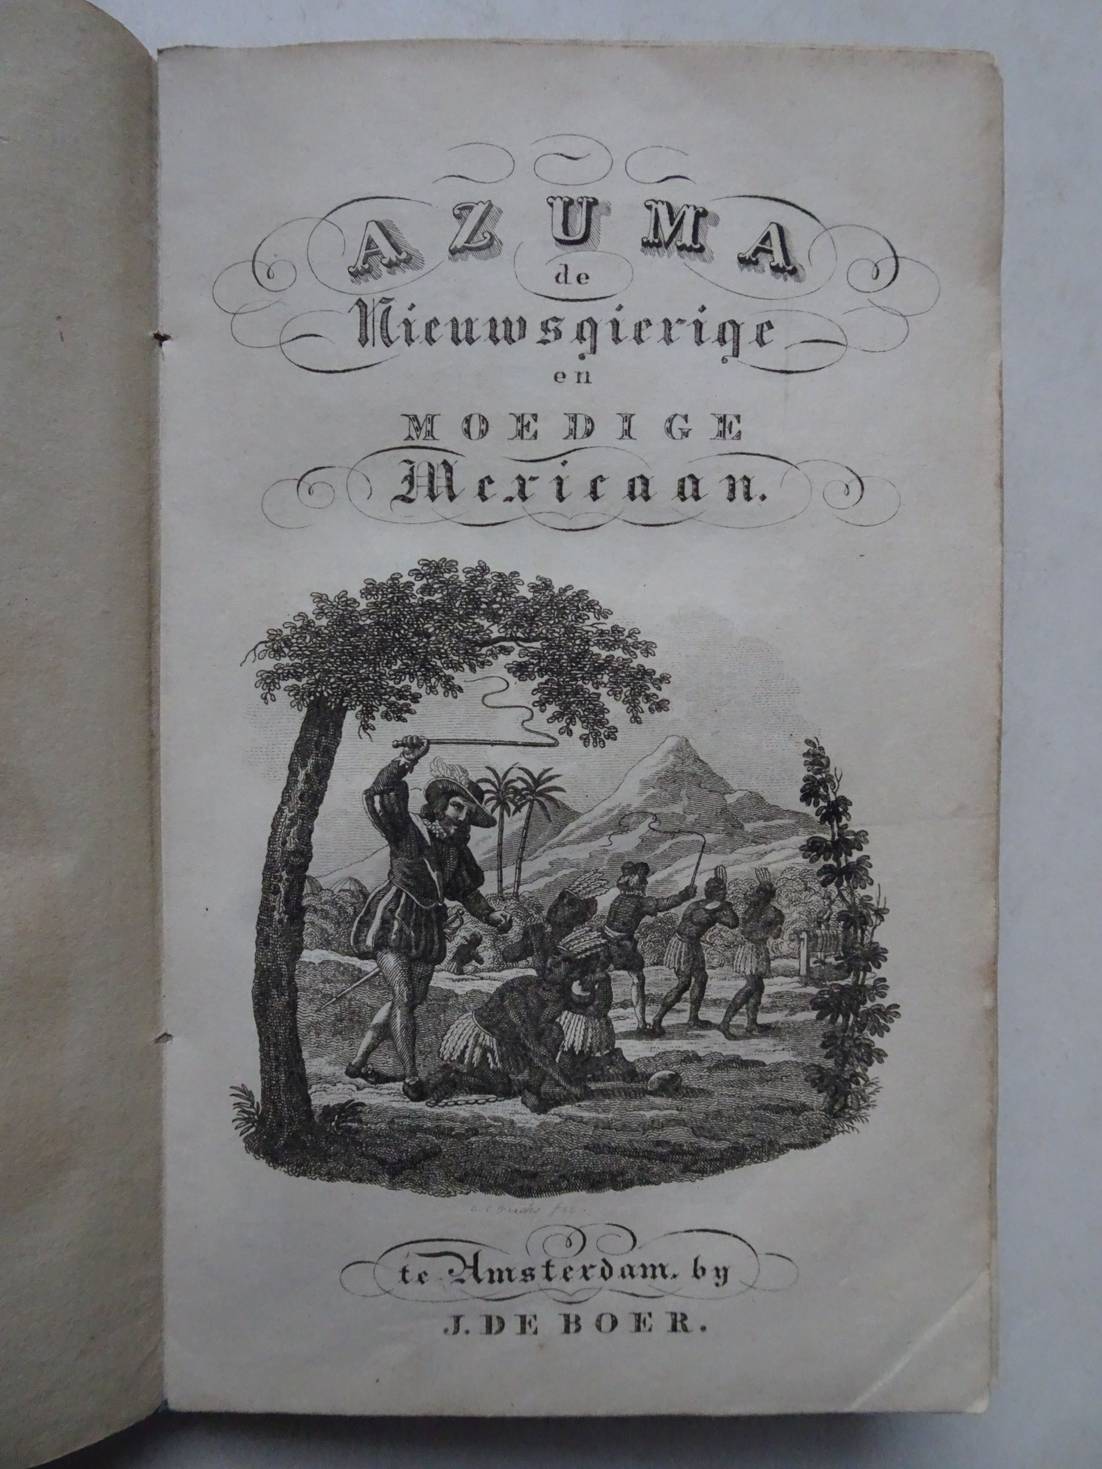 AZUMA
de
Nieuwsgierige
en
MOEDIGE
Mexicaan.
te Amsterdam. by
J. DE BOER.